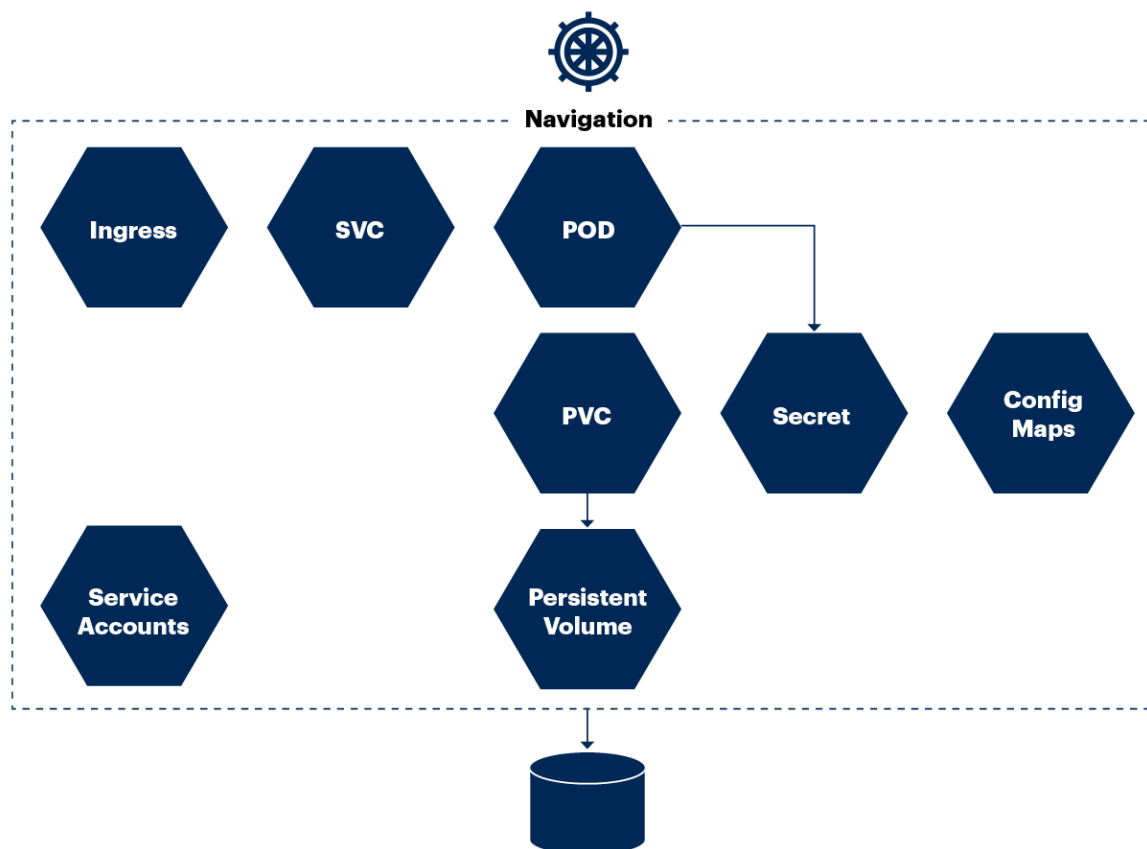 Navigation
Ingress
SVC
POD
PVC
Secret
Config
Maps
Service
Accounts
Persistent
Volume